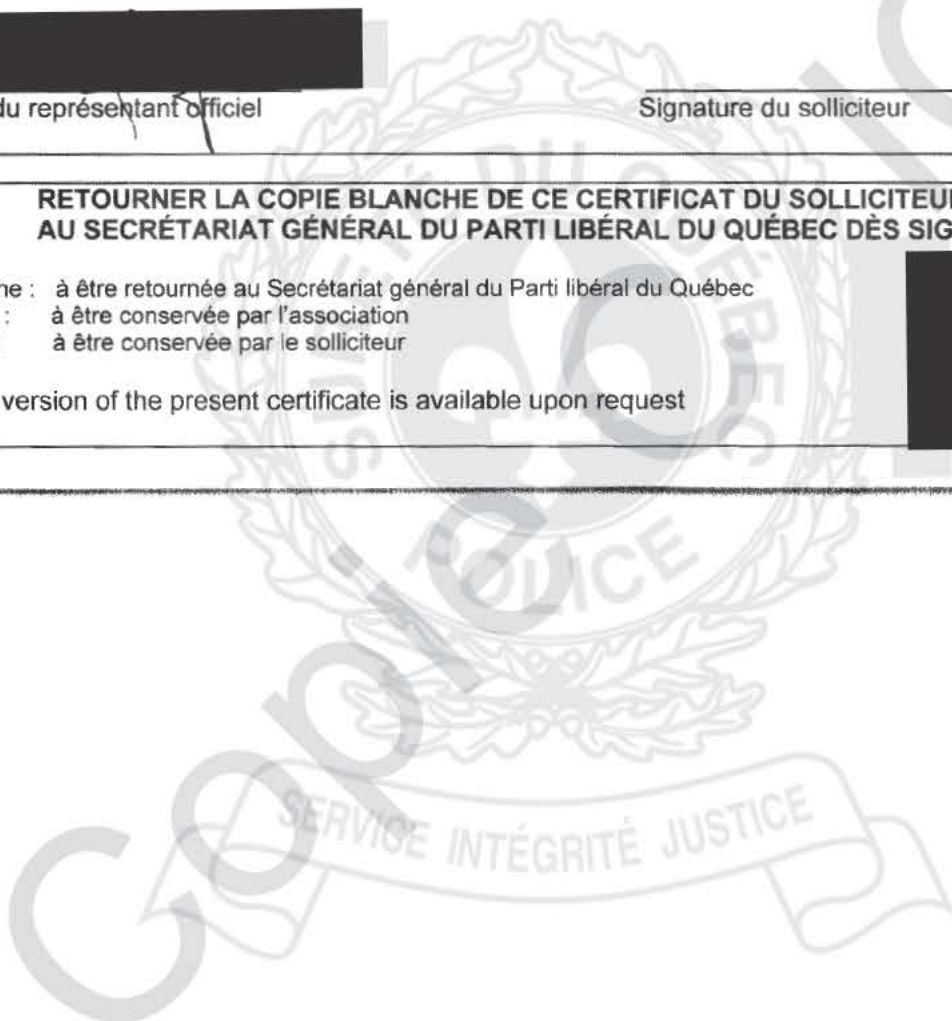 du représentant officiel
Signature du solliciteur
RETOURNER LA COPIE BLANCHE DE CE CERTIFICAT DU SOLLICITEUR
AU SECRÉTARIAT GÉNÉRAL DU PARTI LIBÉRAL DU QUÉBEC DÈS SIG
ne : à être retournée au Secrétariat général du Parti libéral du Québec
: à être conservée par l'association
à être conservée par le solliciteur
version of the present certificate is available upon request
SÛRETÉ DU QUÉBEC
POLICE
SERVICE INTÉGRITÉ JUSTICE
Copie